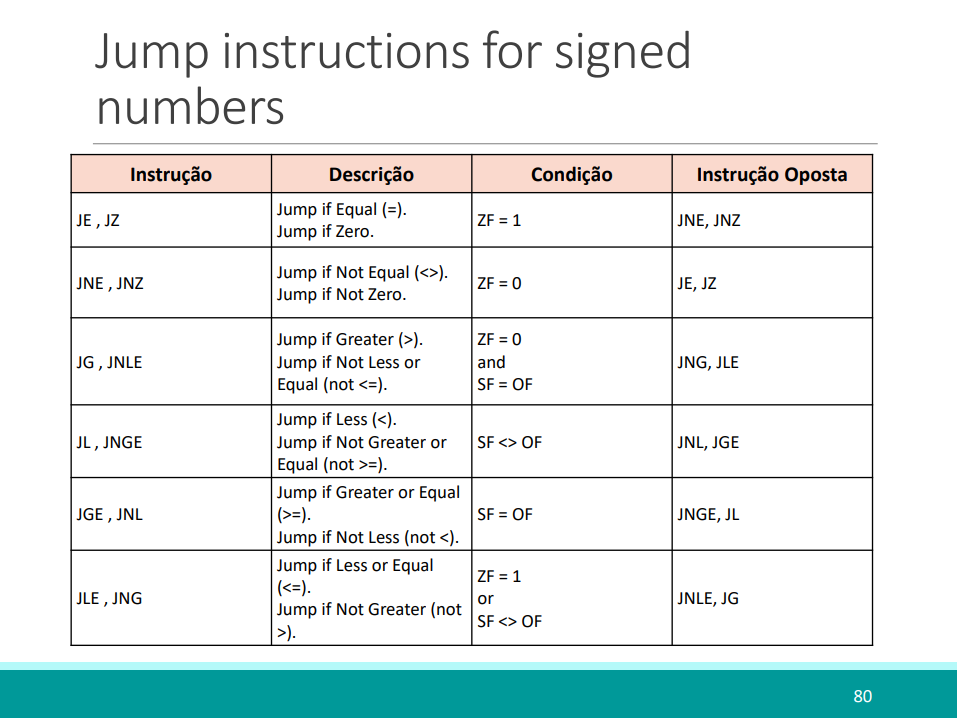 Jump instructions for signed
numbers
Instrução Descrição Condição Instrução Oposta
JE , JZ
Jump if Equal (=).
Jump if Zero.
ZF = 1
JNE, JNZ
JNE , JNZ
Jump if Not Equal (<>).
Jump if Not Zero.
ZF = 0
JE, JZ
JG , JNLE
Jump if Greater (>).
Jump if Not Less or
Equal (not <=).
ZF = 0
and
SF = OF
JNG, JLE
JL , JNGE
Jump if Less (<).
Jump if Not Greater or
Equal (not >=).
SF <> OF
JNL, JGE
JGE , JNL
Jump if Greater or Equal
(>=).
Jump if Not Less (not <).
SF = OF
JNGE, JL
JLE , JNG
Jump if Less or Equal
(<=).
Jump if Not Greater (not
>).
ZF = 1
or
SF <> OF
JNLE, JG
80